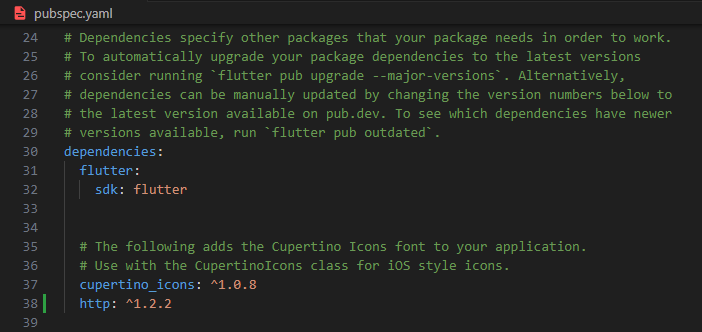 pubspec.yaml
24 # Dependencies specify other packages that your package needs in order to work.
25 # To automatically upgrade your package dependencies to the latest versions
26 # consider running `flutter pub upgrade --major-versions`. Alternatively,
27 # dependencies can be manually updated by changing the version numbers below to
28 # the latest version available on pub.dev. To see which dependencies have newer
29 # versions available, run `flutter pub outdated`.
30 dependencies:
31   flutter:
32     sdk: flutter
33
34
35   # The following adds the Cupertino Icons font to your application.
36   # Use with the CupertinoIcons class for iOS style icons.
37   cupertino_icons: ^1.0.8
38   http: ^1.2.2
39